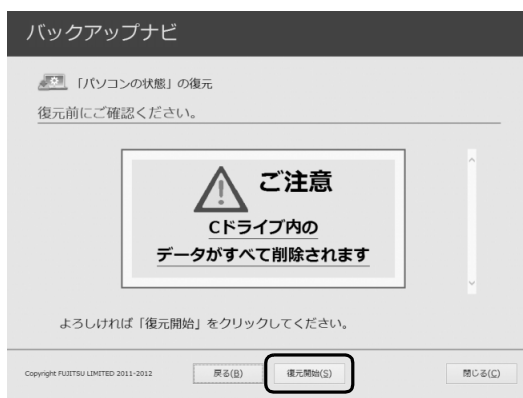 バックアップナビ
「パソコンの状態」の復元
復元前にご確認ください。
ご注意
Cドライブ内の
データがすべて削除されます
よろしければ「復元開始」をクリックしてください。
Copyright FUJITSU LIMITED 2011-2012 戻る(B) 復元開始(S) 閉じる(C)